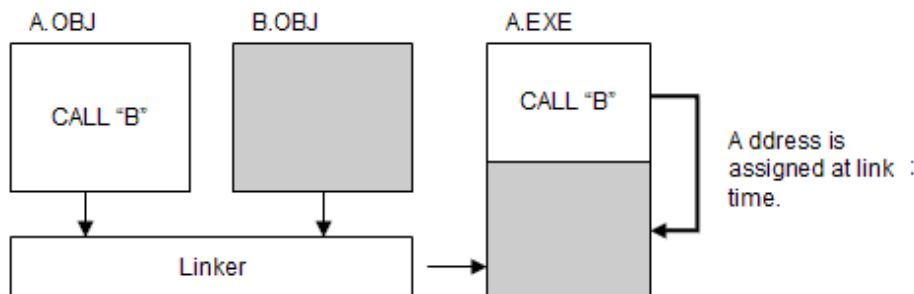 A.OBJ
B.OBJ
A.EXE
CALL “B”
CALL “B”
A ddress is
assigned at link :
time.
Linker